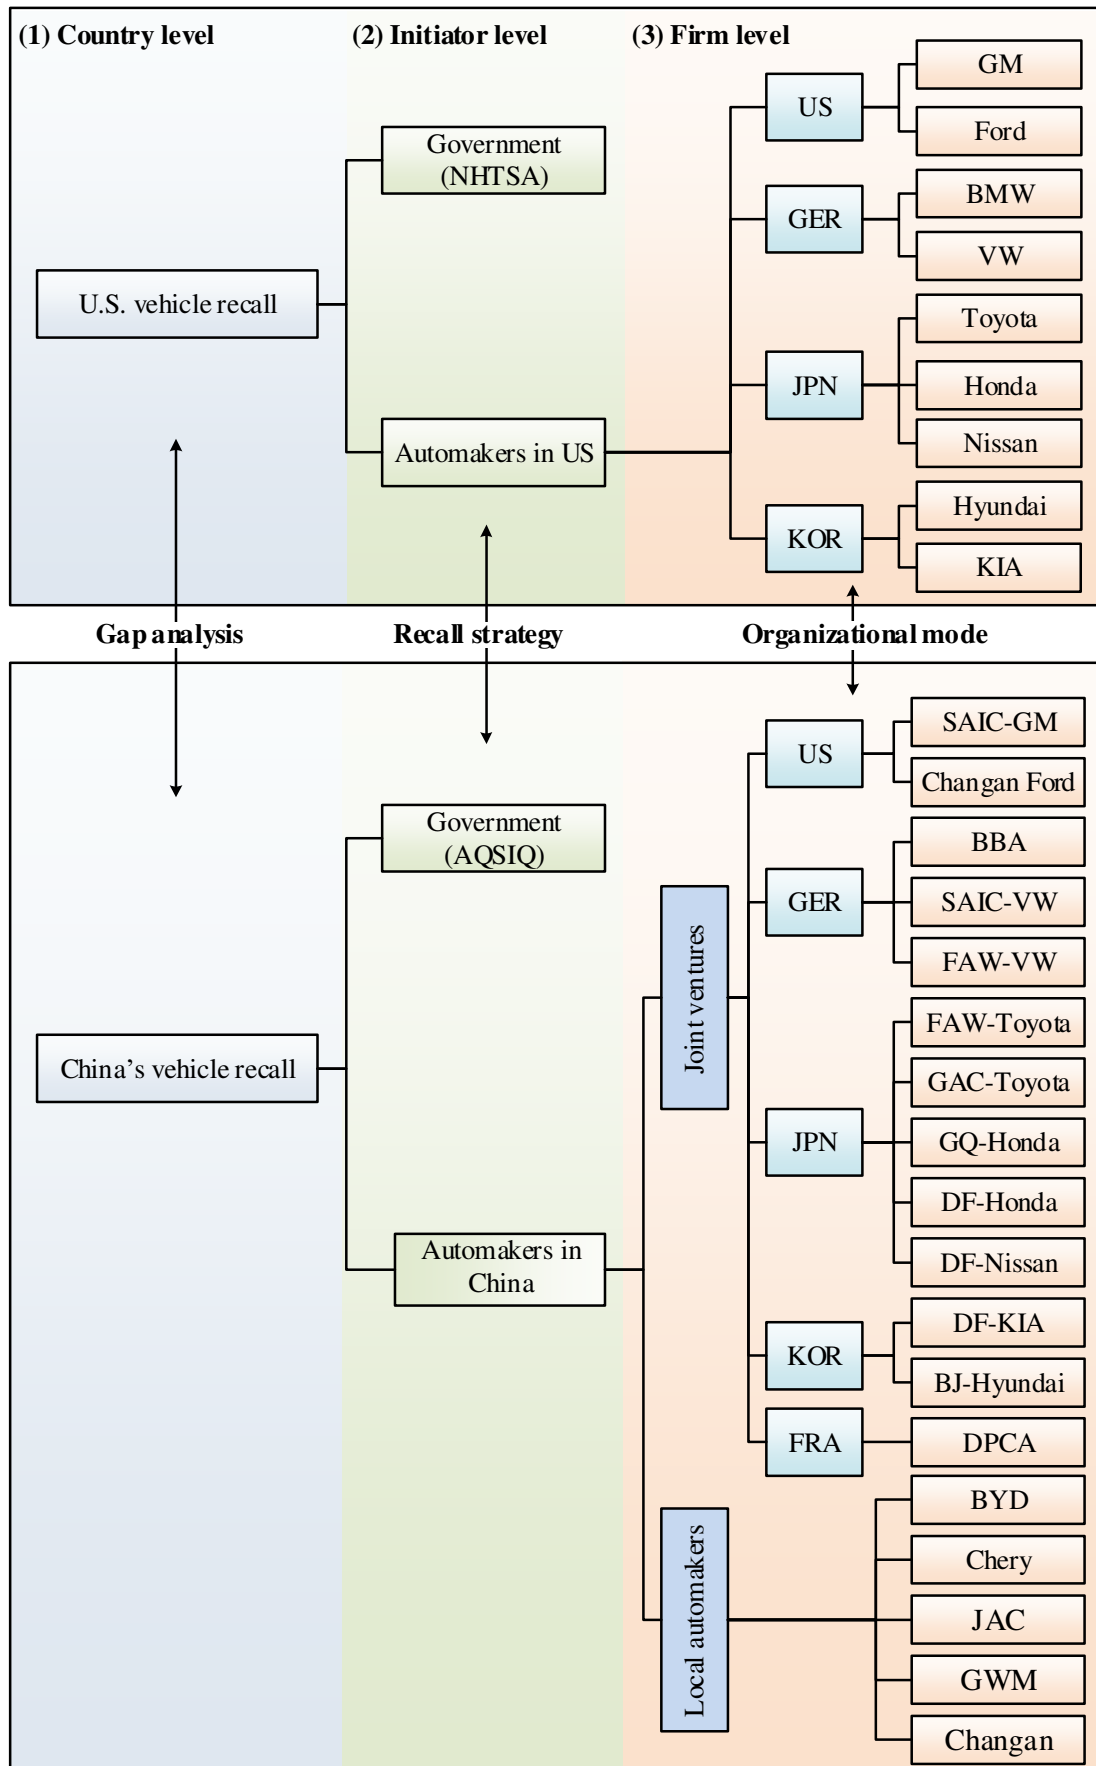 (1) Country level
(2) Initiator level
(3) Firm level
U.S. vehicle recall
Government
(NHTSA)
Automakers in US
US
GM
Ford
GER
BMW
VW
JPN
Toyota
Honda
Nissan
KOR
Hyundai
KIA
Gap analysis
Recall strategy
Organizational mode
China’s vehicle recall
Government
(AQSIQ)
Automakers in
China
Joint ventures
US
SAIC-GM
Changan Ford
GER
BBA
SAIC-VW
FAW-VW
JPN
FAW-Toyota
GAC-Toyota
GQ-Honda
DF-Honda
DF-Nissan
KOR
DF-KIA
BJ-Hyundai
FRA
DPCA
Local automakers
BYD
Chery
JAC
GWM
Changan